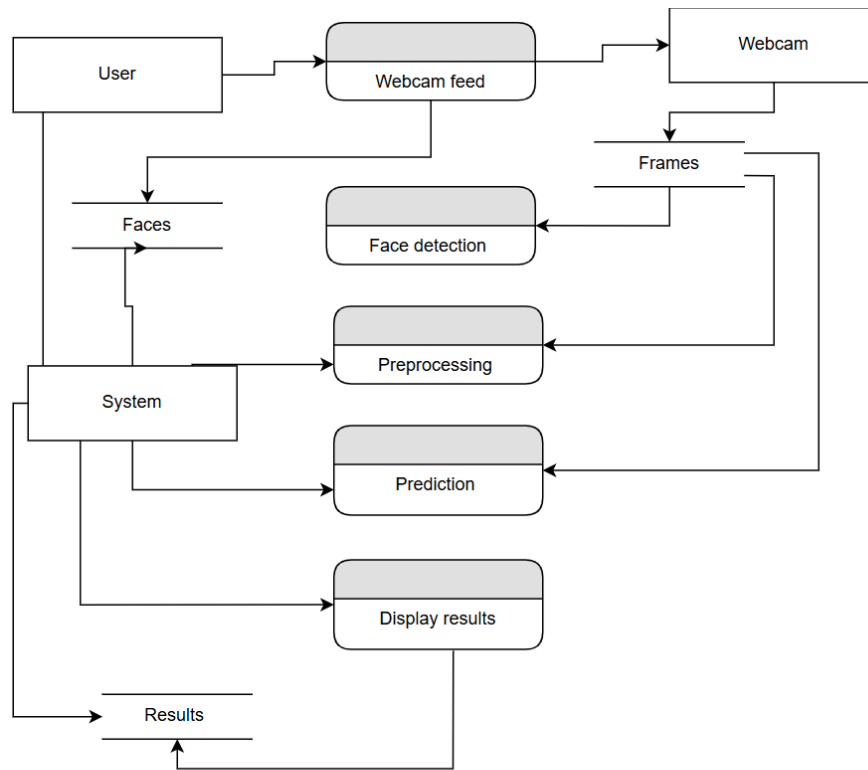 User
Webcam feed
Webcam
Frames
Faces
Face detection
Preprocessing
System
Prediction
Display results
Results